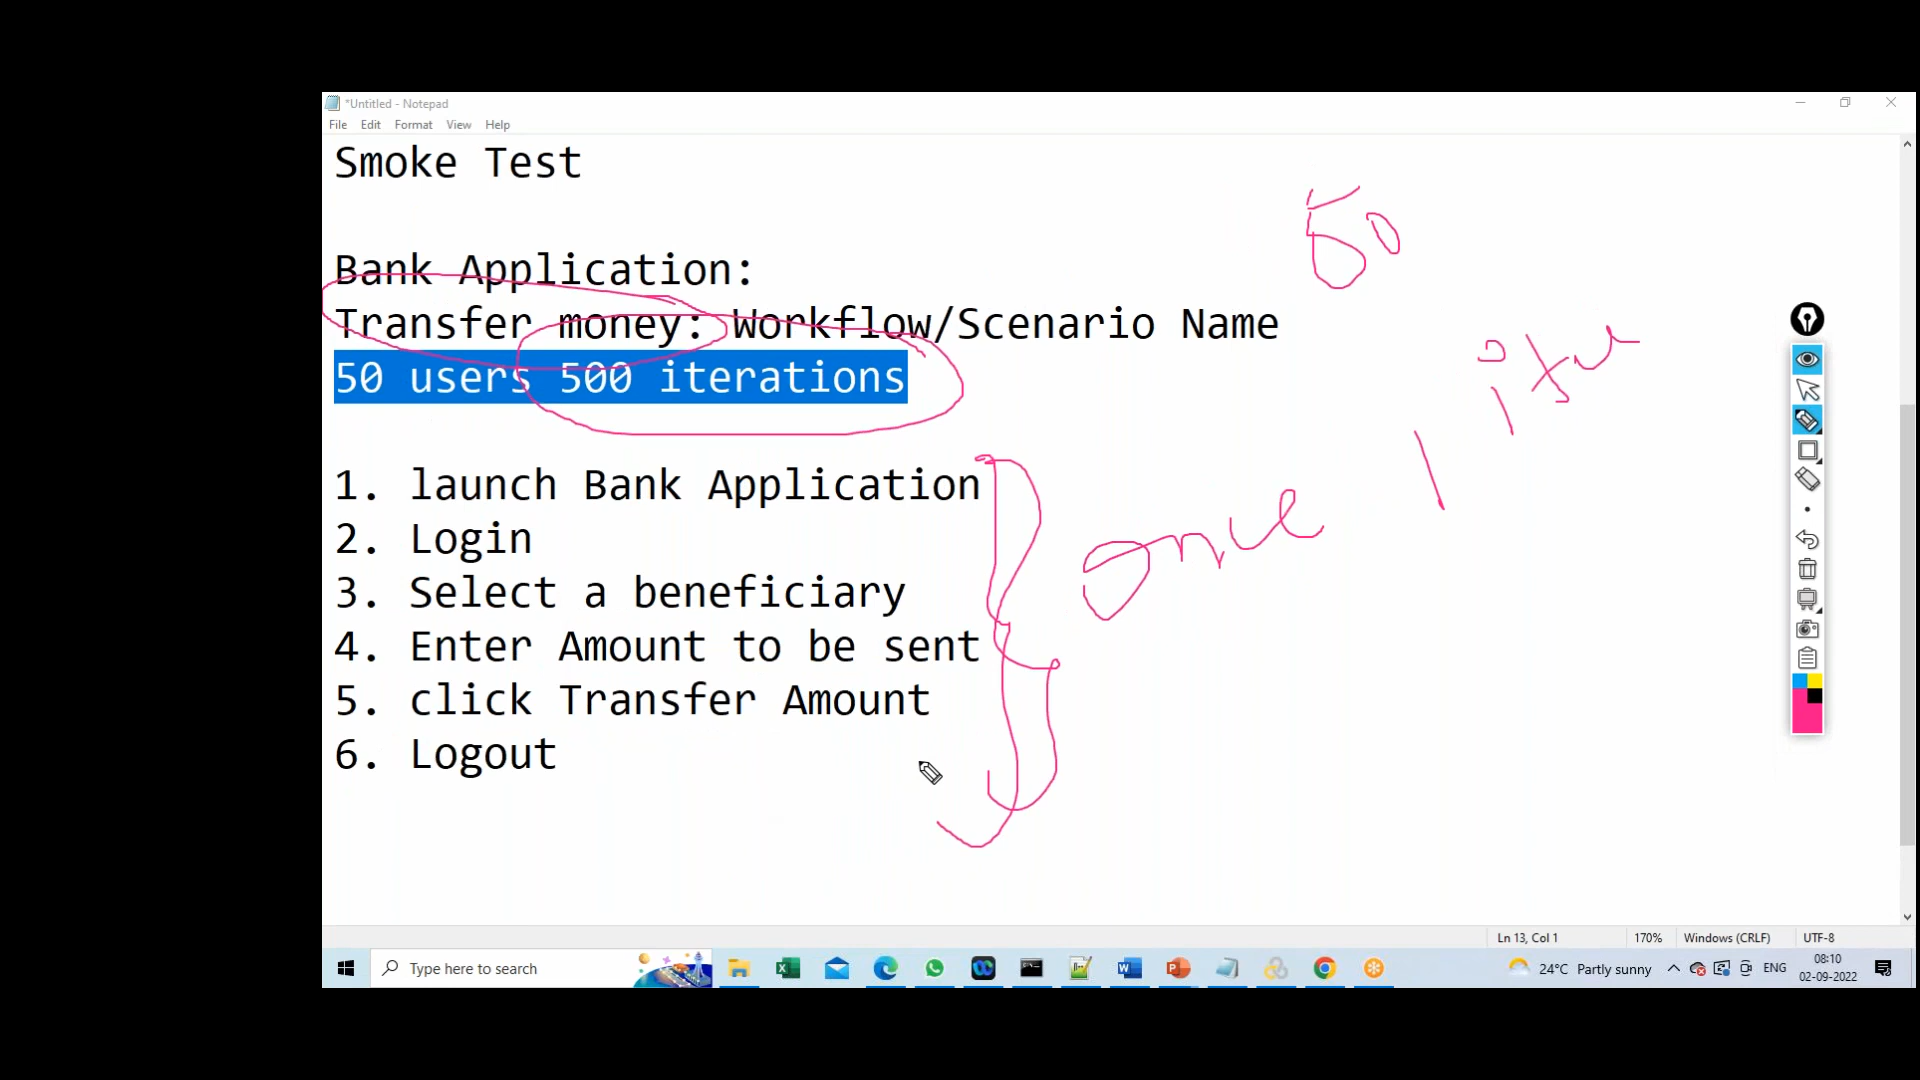 *Untitled - Notepad
File Edit Format View Help
Smoke Test
50
Bank Application:
Transfer money: Workflow/Scenario Name
50 users 500 iterations
1 iter
1. launch Bank Application
once
2. Login
3. Select a beneficiary
4. Enter Amount to be sent
5. click Transfer Amount
6. Logout
Ln 13, Col 1 170% Windows (CRLF) UTF-8
Type here to search
24°C Partly sunny ENG 08:10
02-09-2022